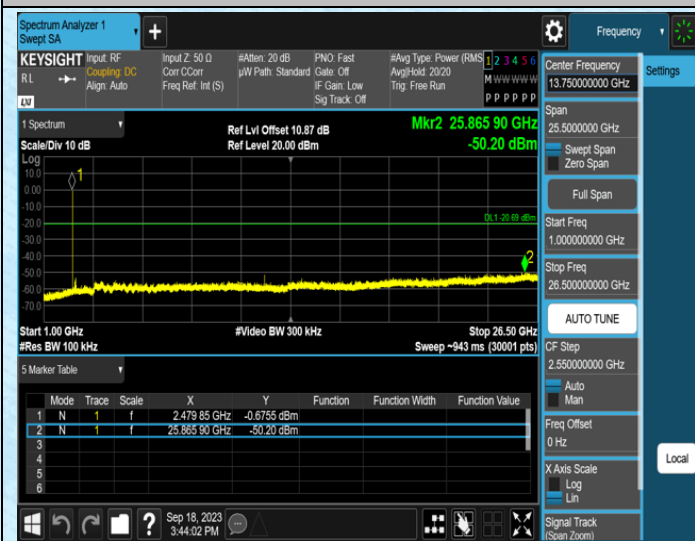 Spectrum Analyzer 1
Swept SA
+
Frequency
KEYSIGHT
RL
LXI
Input: RF
Coupling: DC
Align: Auto
Input Z: 50 Ω
Corr CCorr
Freq Ref: Int (S)
#Atten: 20 dB
µW Path: Standard
PNO: Fast
Gate: Off
IF Gain: Low
Sig Track: Off
#Avg Type: Power (RMS
Avg|Hold: 20/20
Trig: Free Run
1 2 3 4 5 6
M W W W W W
P P P P P P
1 Spectrum
Scale/Div 10 dB
Ref Lvl Offset 10.87 dB
Ref Level 20.00 dBm
Mkr2 25.865 90 GHz
-50.20 dBm
Log
10.0
0.00
-10.0
-20.0
-30.0
-40.0
-50.0
-60.0
-70.0
1
DL1 -20.69 dBm
2
Start 1.00 GHz
#Res BW 100 kHz
#Video BW 300 kHz
Stop 26.50 GHz
Sweep ~943 ms (30001 pts)
5 Marker Table
Mode Trace Scale X Y Function Function Width Function Value
1 N 1 f 2.479 85 GHz -0.6755 dBm
2 N 1 f 25.865 90 GHz -50.20 dBm
3
4
5
6
Sep 18, 2023
3:44:02 PM
?
Center Frequency
13.750000000 GHz
Settings
Span
25.5000000 GHz
Swept Span
Zero Span
Full Span
Start Freq
1.000000000 GHz
Stop Freq
26.500000000 GHz
AUTO TUNE
CF Step
2.550000000 GHz
Auto
Man
Freq Offset
0 Hz
X Axis Scale
Log
Lin
Signal Track
(Span Zoom)
Local